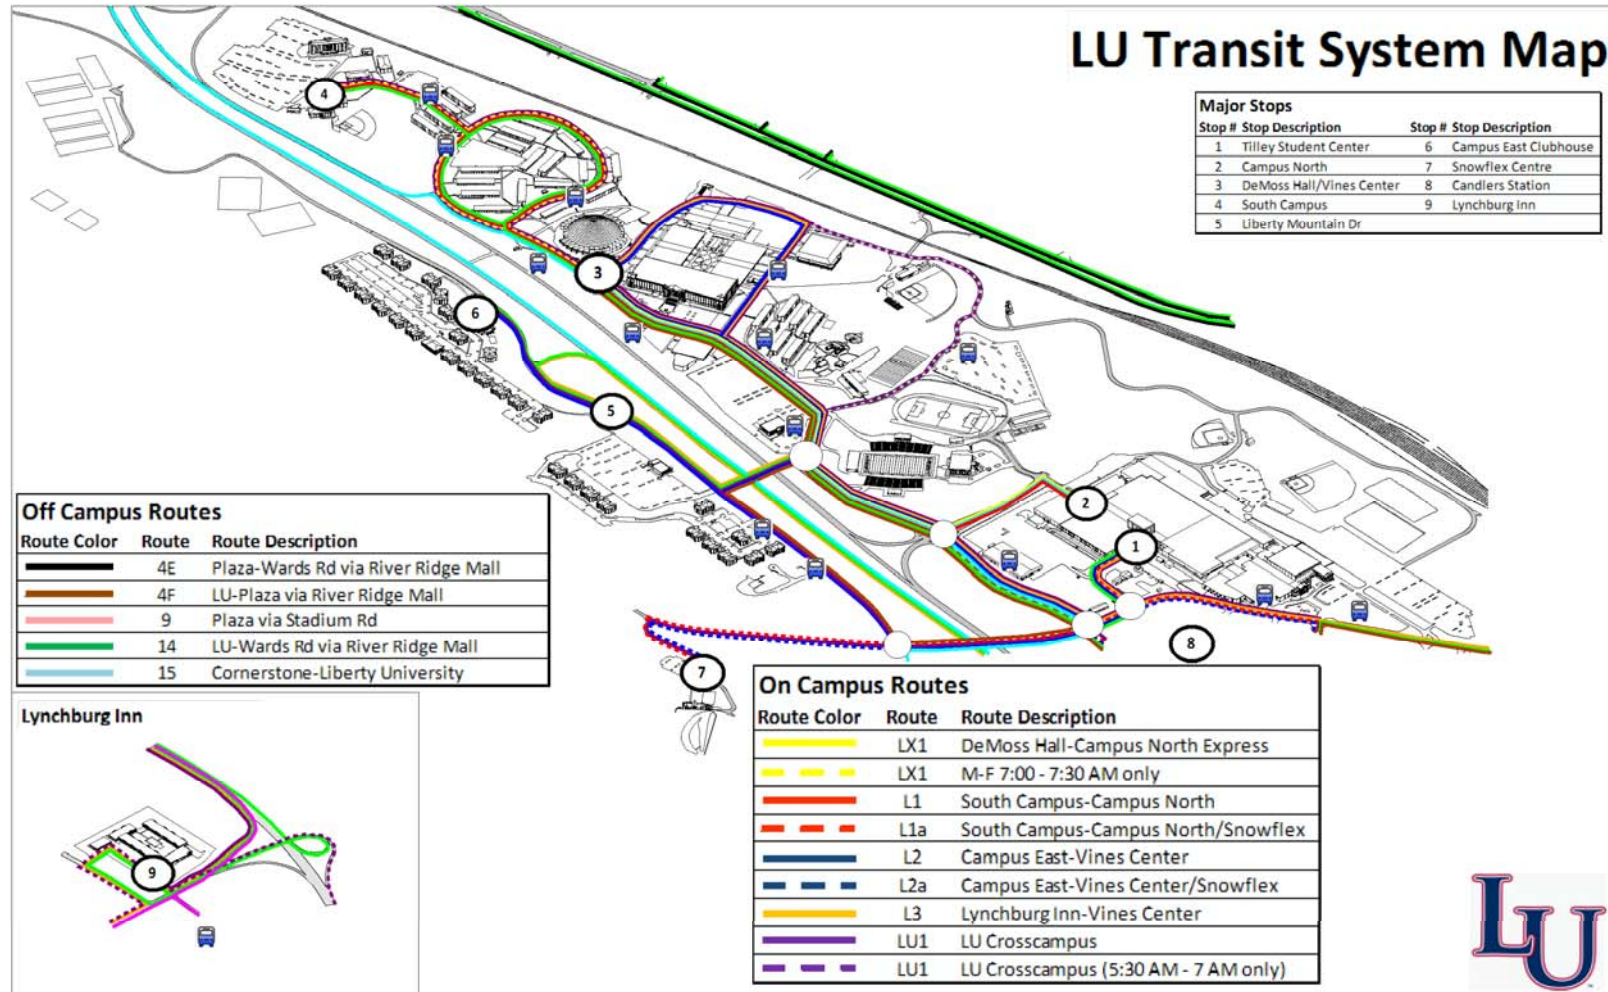 LU Transit System Map
Major Stops
Stop # Stop Description Stop # Stop Description
1 Tilley Student Center 6 Campus East Clubhouse
2 Campus North 7 Snowflex Centre
3 DeMoss Hall/Vines Center 8 Candlers Station
4 South Campus 9 Lynchburg Inn
5 Liberty Mountain Dr
4
3
6
5
2
1
8
7
Off Campus Routes
Route Color Route Route Description
4E Plaza-Wards Rd via River Ridge Mall
4F LU-Plaza via River Ridge Mall
9 Plaza via Stadium Rd
14 LU-Wards Rd via River Ridge Mall
15 Cornerstone-Liberty University
Lynchburg Inn
9
On Campus Routes
Route Color Route Route Description
LX1 DeMoss Hall-Campus North Express
LX1 M-F 7:00 - 7:30 AM only
L1 South Campus-Campus North
L1a South Campus-Campus North/Snowflex
L2 Campus East-Vines Center
L2a Campus East-Vines Center/Snowflex
L3 Lynchburg Inn-Vines Center
LU1 LU Crosscampus
LU1 LU Crosscampus (5:30 AM - 7 AM only)
LU